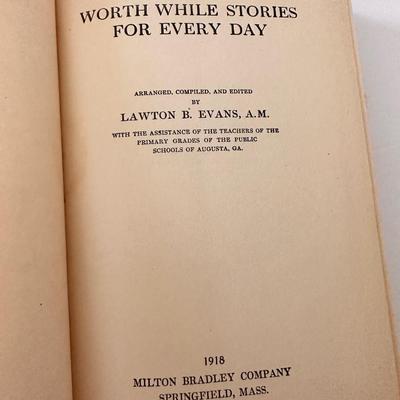 WORTH WHILE STORIES
FOR EVERY DAY
ARRANGED, COMPILED, AND EDITED
BY
LAWTON B. EVANS, A.M.
WITH THE ASSISTANCE OF THE TEACHERS OF THE
PRIMARY GRADES OF THE PUBLIC
SCHOOLS OF AUGUSTA, GA.
1918
MILTON BRADLEY COMPANY
SPRINGFIELD, MASS.